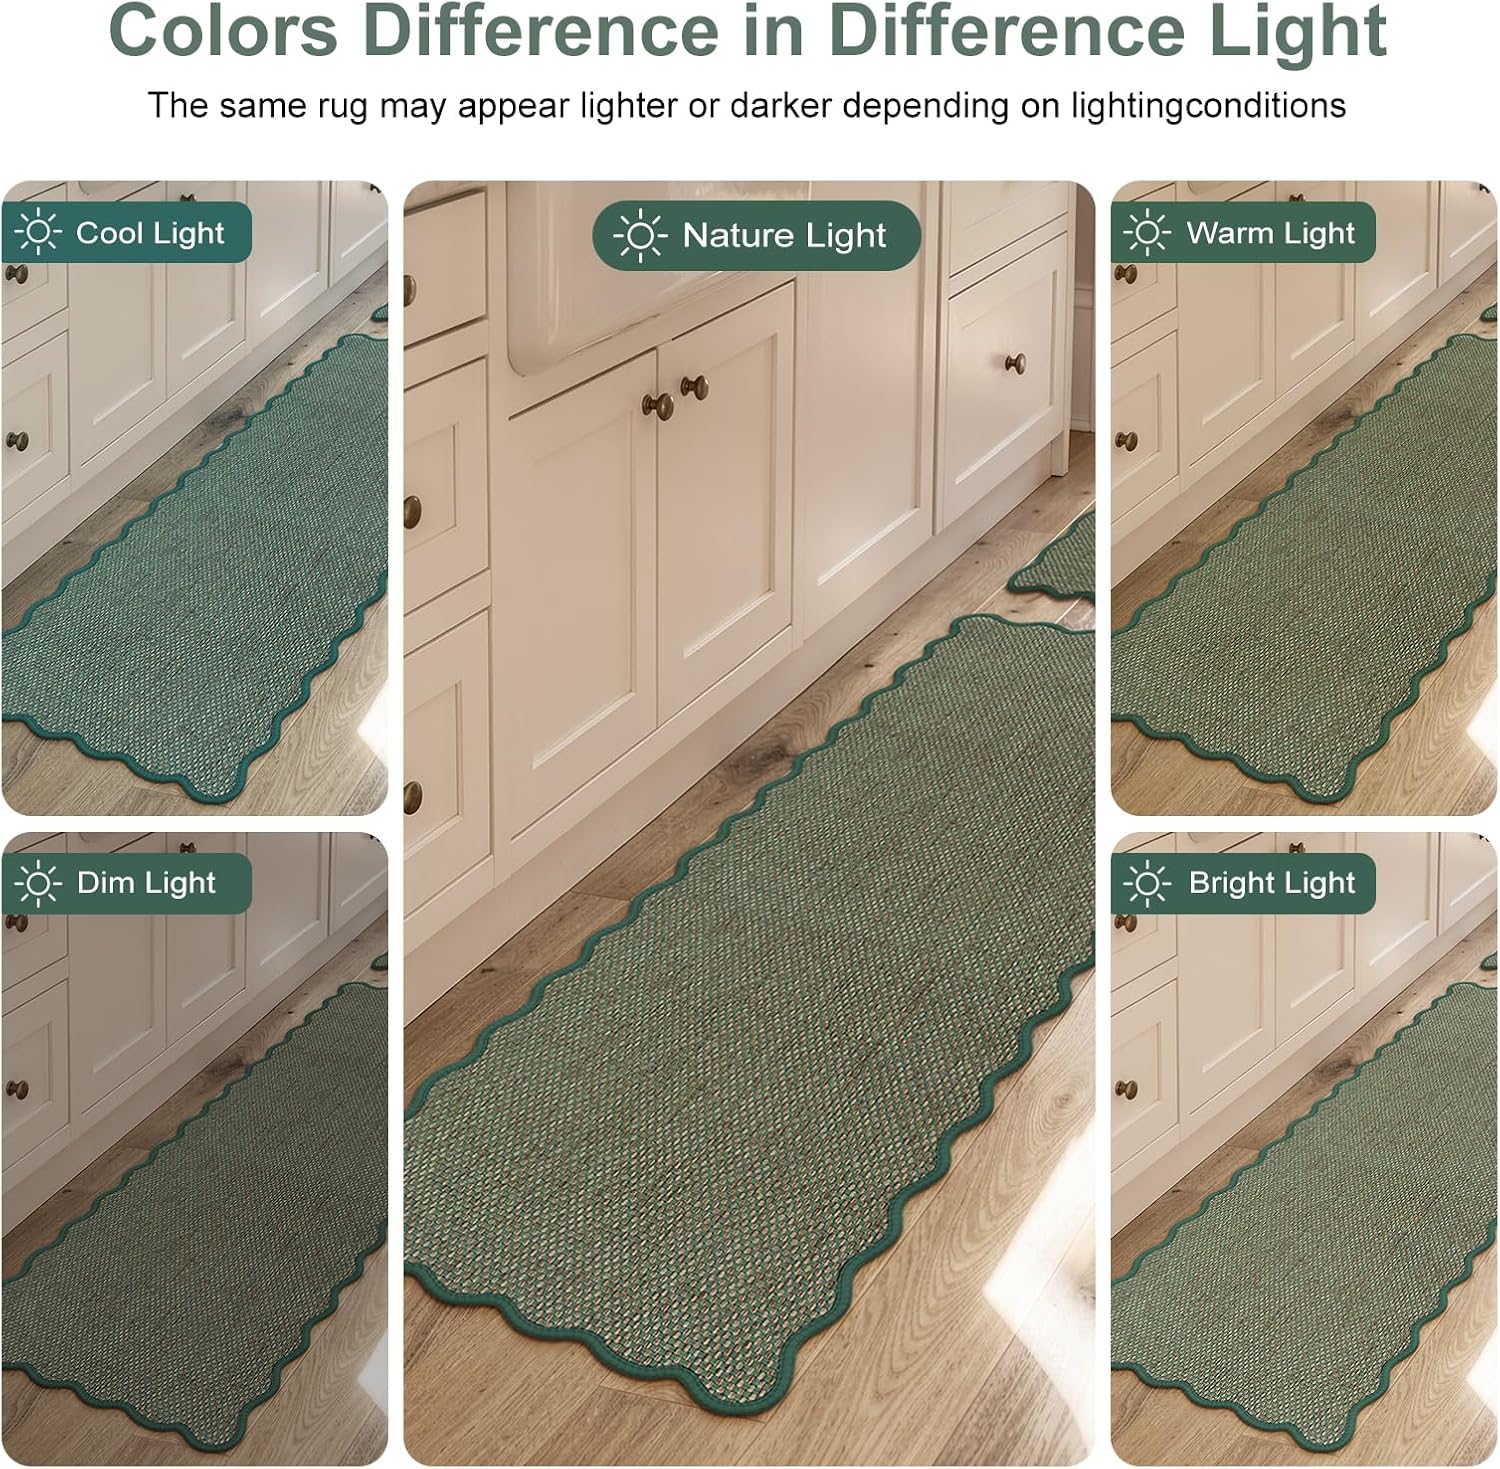 Colors Difference in Difference Light
The same rug may appear lighter or darker depending on lightingconditions
Cool Light
Nature Light
Warm Light
Dim Light
Bright Light